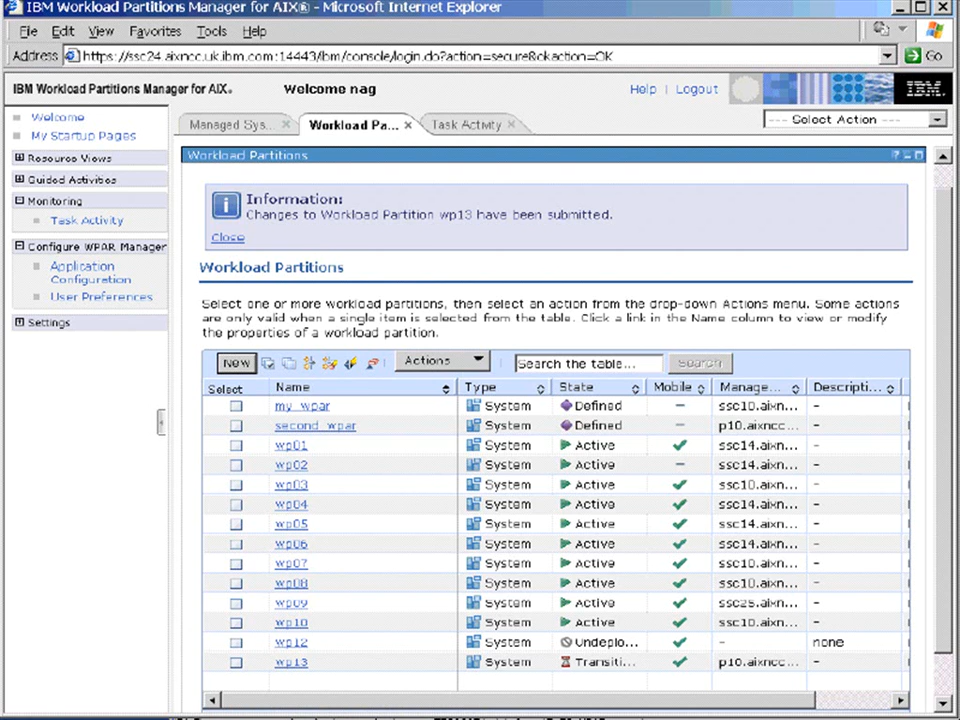 IBM Workload Partitions Manager for AIX® - Microsoft Internet Explorer
File Edit View Favorites Tools Help
Address https://ssc24.aixncc.uk.ibm.com:14443/ibm/console/login.do?action=secure&okaction=OK Go
IBM Workload Partitions Manager for AIX® Welcome nag Help Logout IBM.
Welcome
My Startup Pages
Resource Views
Guided Activities
Monitoring
Task Activity
Configure WPAR Manager
Application
Configuration
User Preferences
Settings
Managed Sys... Workload Pa... Task Activity --- Select Action ---
Workload Partitions
Information:
Changes to Workload Partition wp13 have been submitted.
Close
Workload Partitions
Select one or more workload partitions, then select an action from the drop-down Actions menu. Some actions
are only valid when a single item is selected from the table. Click a link in the Name column to view or modify
the properties of a workload partition.
New Actions Search the table... Search
Select Name Type State Mobile Manage... Descripti...
my_wpar System Defined – ssc10.aixn... -
second_wpar System Defined – p10.aixncc... -
wp01 System Active ssc14.aixn... -
wp02 System Active – ssc14.aixn... -
wp03 System Active ssc10.aixn... -
wp04 System Active ssc14.aixn... -
wp05 System Active ssc14.aixn... -
wp06 System Active ssc14.aixn... -
wp07 System Active ssc10.aixn... -
wp08 System Active ssc10.aixn... -
wp09 System Active ssc25.aixn... -
wp10 System Active ssc10.aixn... -
wp12 System Undeplo... - none
wp13 System Transiti... p10.aixncc... -